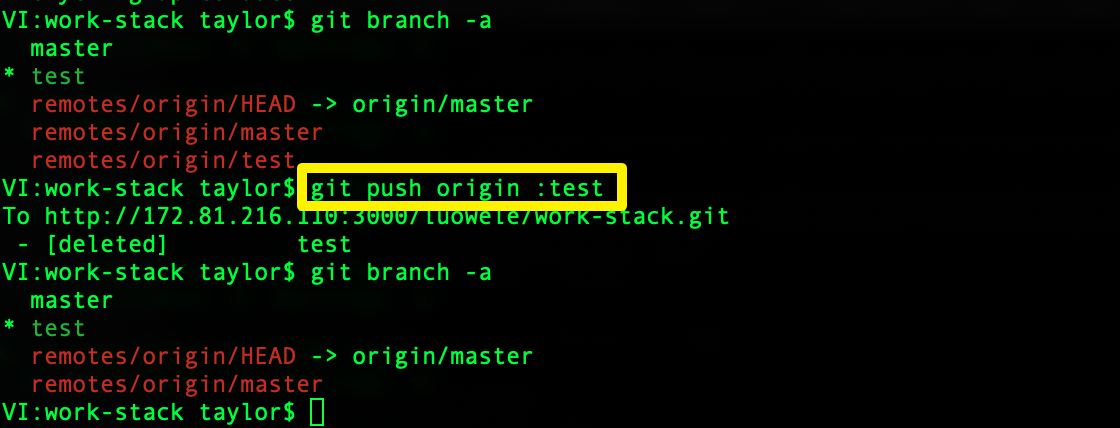 VI:work-stack taylor$ git branch -a
master
* test
remotes/origin/HEAD -> origin/master
remotes/origin/master
remotes/origin/test
VI:work-stack taylor$ git push origin :test
To http://172.81.216.110:3000/luowele/work-stack.git
- [deleted] test
VI:work-stack taylor$ git branch -a
master
* test
remotes/origin/HEAD -> origin/master
remotes/origin/master
VI:work-stack taylor$